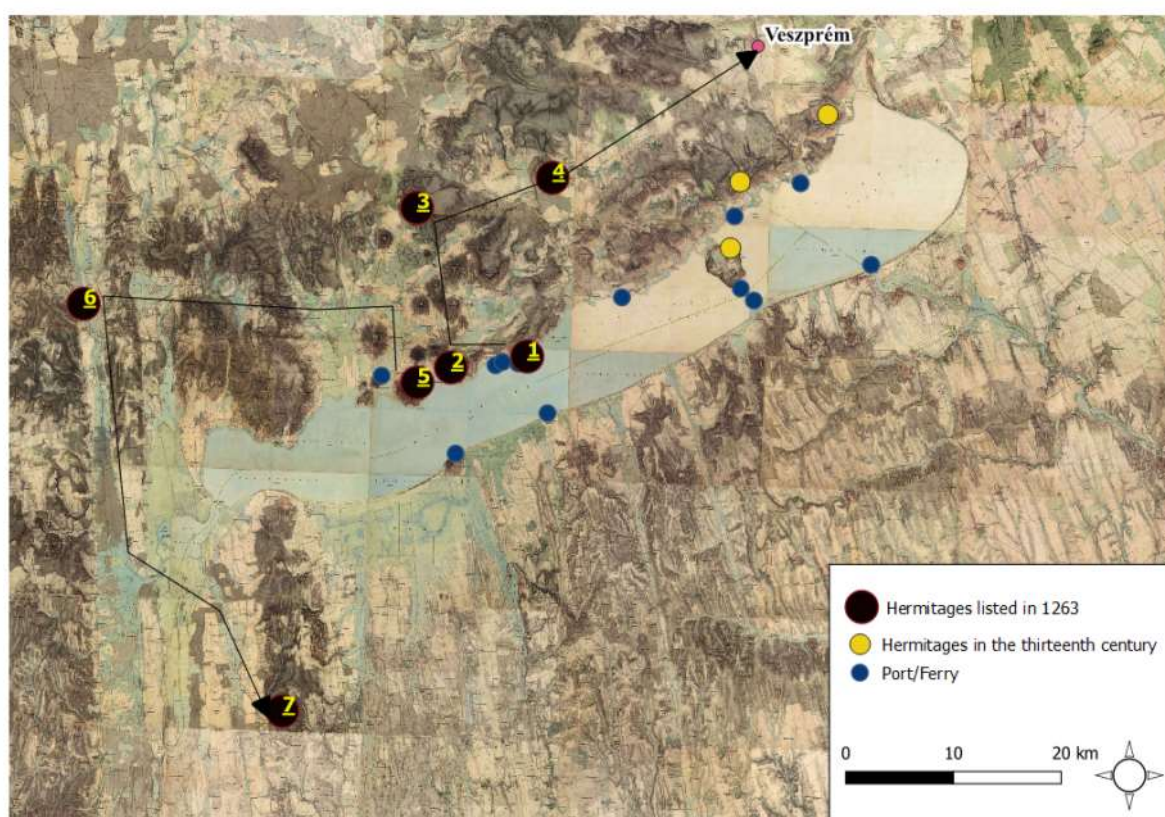 Veszprém
4
3
6
1
2
5
7
Hermitages listed in 1263
Hermitages in the thirteenth century
Port/Ferry
0 10 20 km